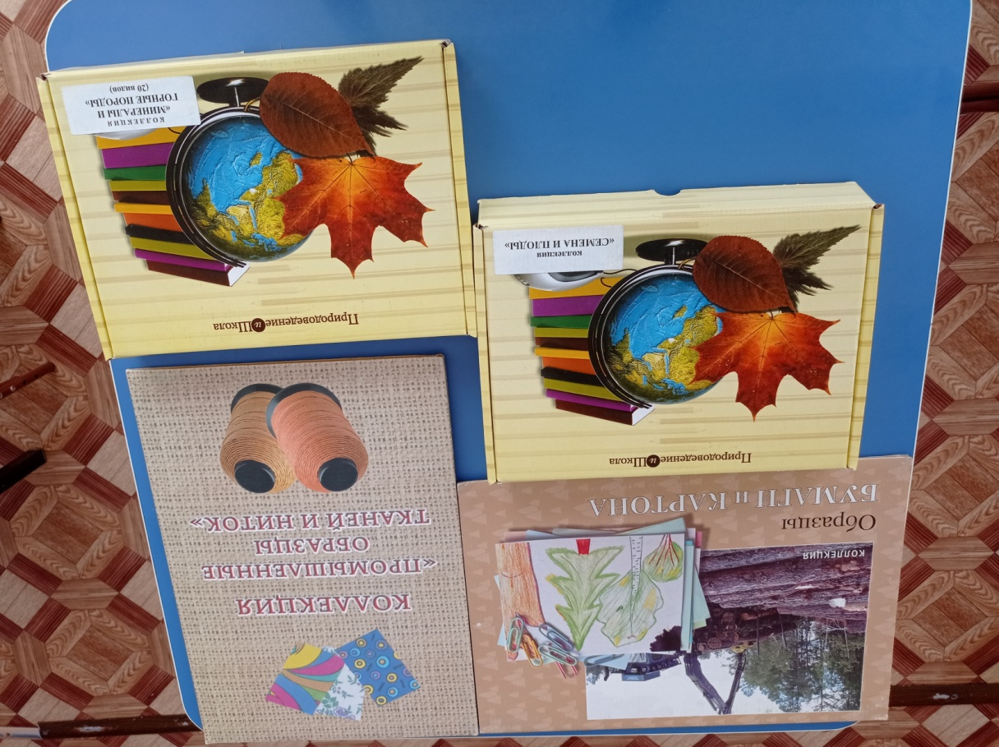 КОЛЛЕКЦИЯ
«ПРОМЫШЛЕННЫЕ
ОБРАЗЦЫ
ТКАНЕЙ И НИТОК»
КОЛЛЕКЦИЯ
Образцы
БУМАГИ и КАРТОНА
Природоведение и Школа
КОЛЛЕКЦИЯ
«СЕМЕНА И ПЛОДЫ»
Природоведение и Школа
КОЛЛЕКЦИЯ
«МИНЕРАЛЫ И
ГОРНЫЕ ПОРОДЫ»
(20 видов)